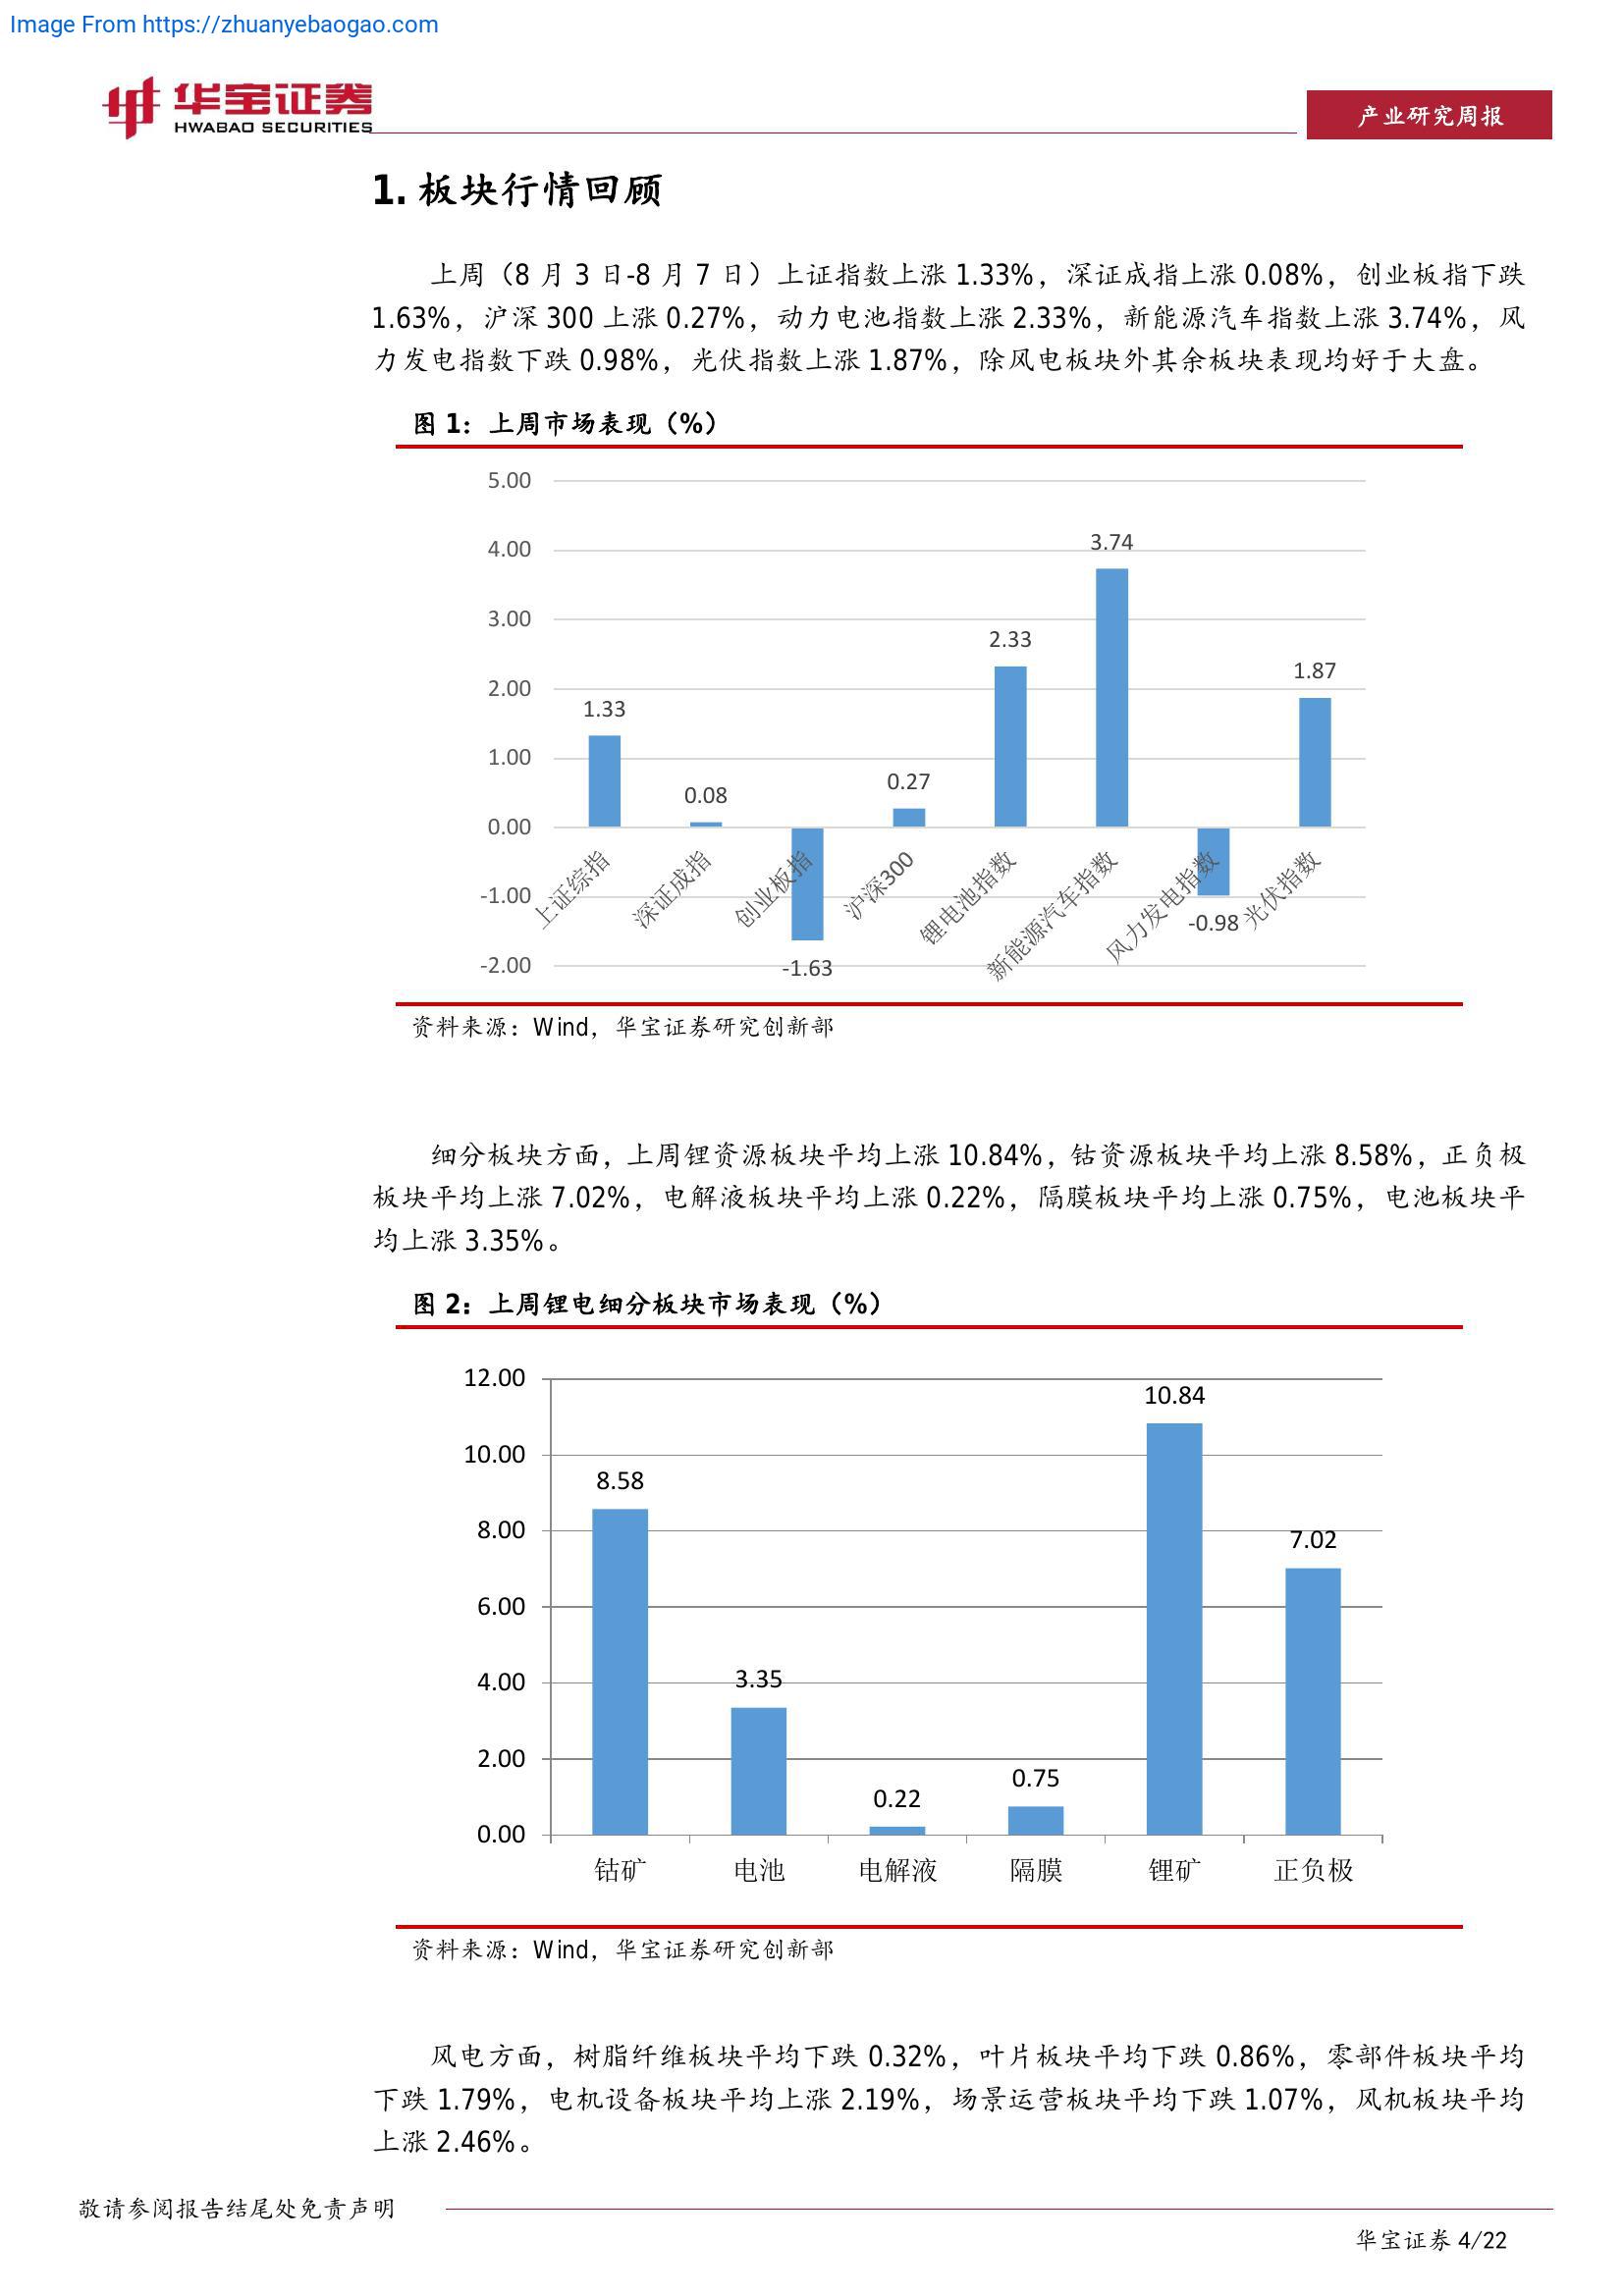 Image From https://zhuanyebaogao.com
华宝证券
HWABAO SECURITIES
产业研究周报
1. 板块行情回顾
上周（8 月 3 日-8 月 7 日）上证指数上涨 1.33%，深证成指上涨 0.08%，创业板指下跌
1.63%，沪深 300 上涨 0.27%，动力电池指数上涨 2.33%，新能源汽车指数上涨 3.74%，风
力发电指数下跌 0.98%，光伏指数上涨 1.87%，除风电板块外其余板块表现均好于大盘。
图 1：上周市场表现（%）
5.00
4.00
3.00
2.00
1.00
0.00
-1.00
-2.00
1.33
0.08
-1.63
0.27
2.33
3.74
-0.98
1.87
上证综指
深证成指
创业板指
沪深300
锂电池指数
新能源汽车指数
风力发电指数
光伏指数
资料来源：Wind，华宝证券研究创新部
细分板块方面，上周锂资源板块平均上涨 10.84%，钴资源板块平均上涨 8.58%，正负极
板块平均上涨 7.02%，电解液板块平均上涨 0.22%，隔膜板块平均上涨 0.75%，电池板块平
均上涨 3.35%。
图 2：上周锂电细分板块市场表现（%）
12.00
10.00
8.00
6.00
4.00
2.00
0.00
8.58
3.35
0.22
0.75
10.84
7.02
钴矿
电池
电解液
隔膜
锂矿
正负极
资料来源：Wind，华宝证券研究创新部
风电方面，树脂纤维板块平均下跌 0.32%，叶片板块平均下跌 0.86%，零部件板块平均
下跌 1.79%，电机设备板块平均上涨 2.19%，场景运营板块平均下跌 1.07%，风机板块平均
上涨 2.46%。
敬请参阅报告结尾处免责声明
华宝证券 4/22